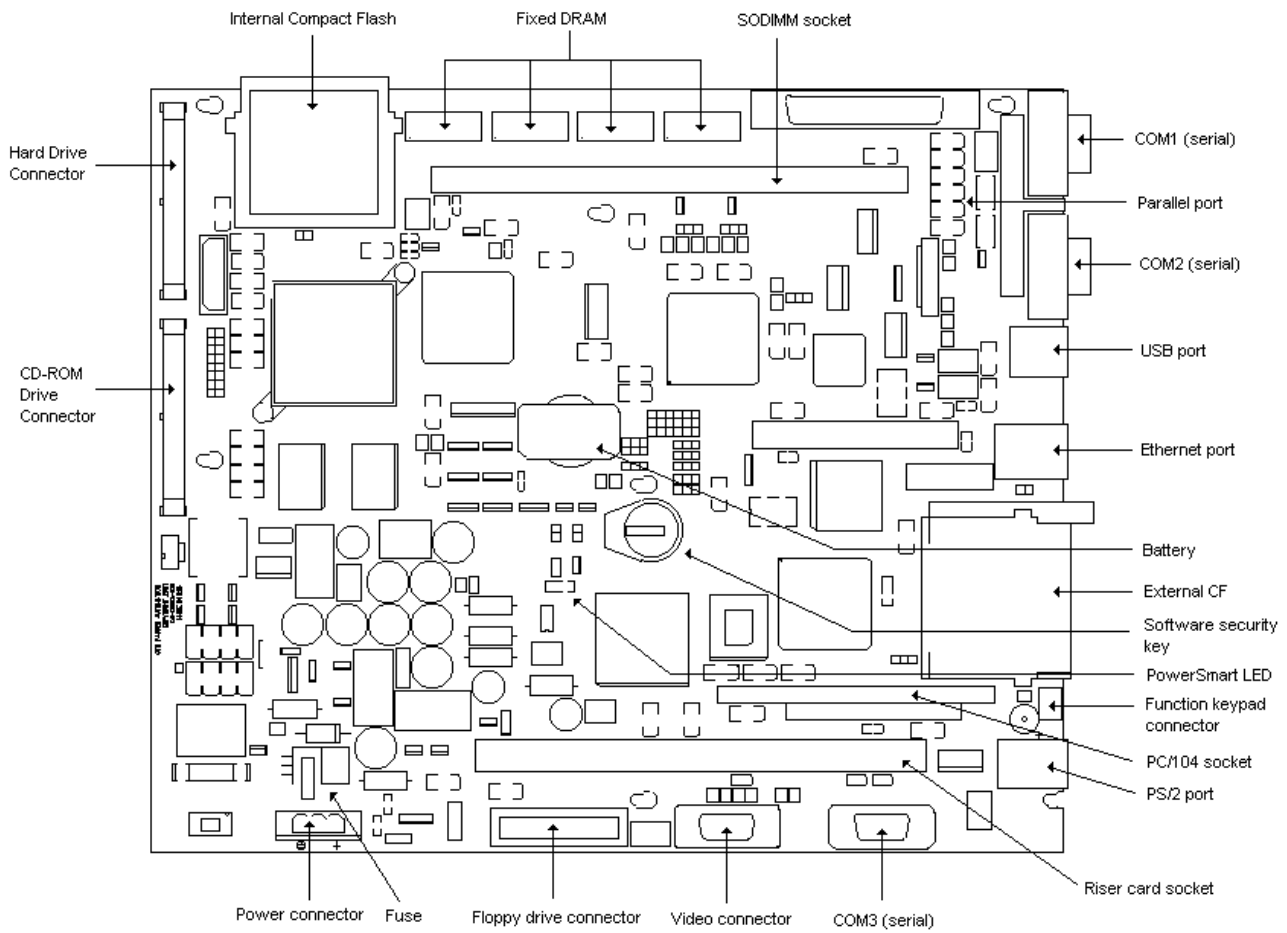 Internal Compact Flash
Fixed DRAM
SODIMM socket
Hard Drive
Connector
COM1 (serial)
Parallel port
COM2 (serial)
USB port
CD-ROM
Drive
Connector
Ethernet port
Battery
External CF
Software security
key
PowerSmart LED
Function keypad
connector
PC/104 socket
PS/2 port
Riser card socket
Power connector
Fuse
Floppy drive connector
Video connector
COM3 (serial)